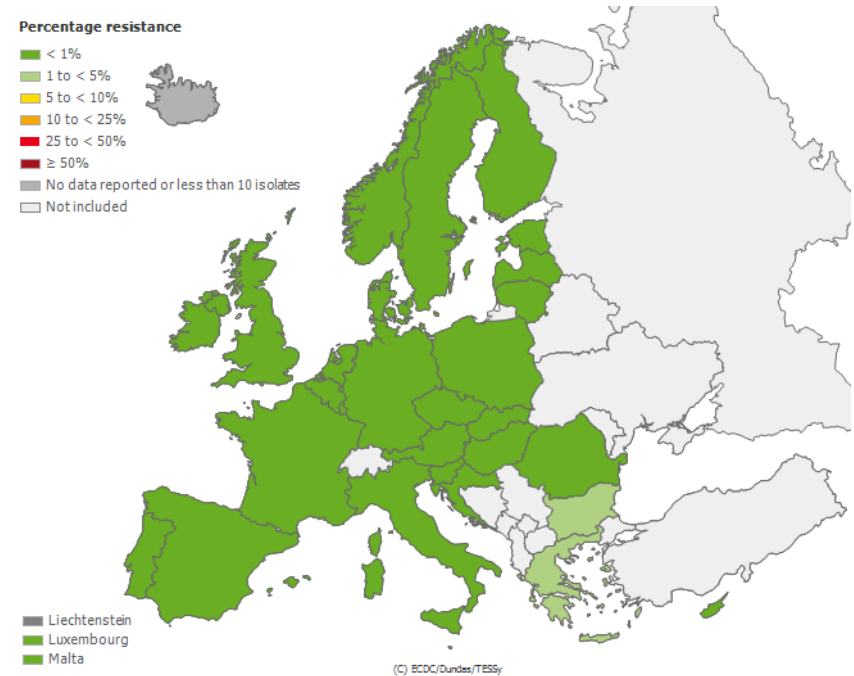 Percentage resistance
< 1%
1 to < 5%
5 to < 10%
10 to < 25%
25 to < 50%
≥ 50%
No data reported or less than 10 isolates
Not included
Liechtenstein
Luxembourg
Malta
(C) ECDC/Dundas/TESSy